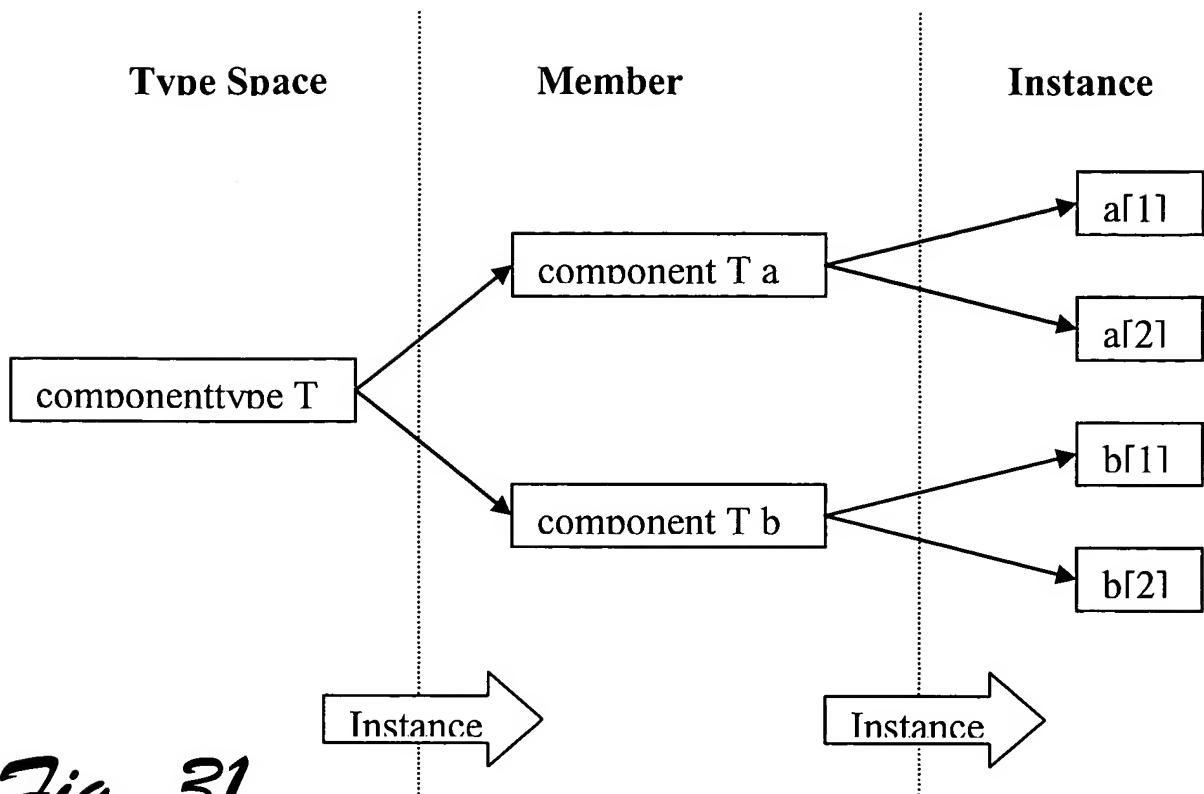 Type Space
Member
Instance
a[1]
component T a
a[2]
componenttype T
b[1]
component T b
b[2]
Instance
Instance
Fig. 31